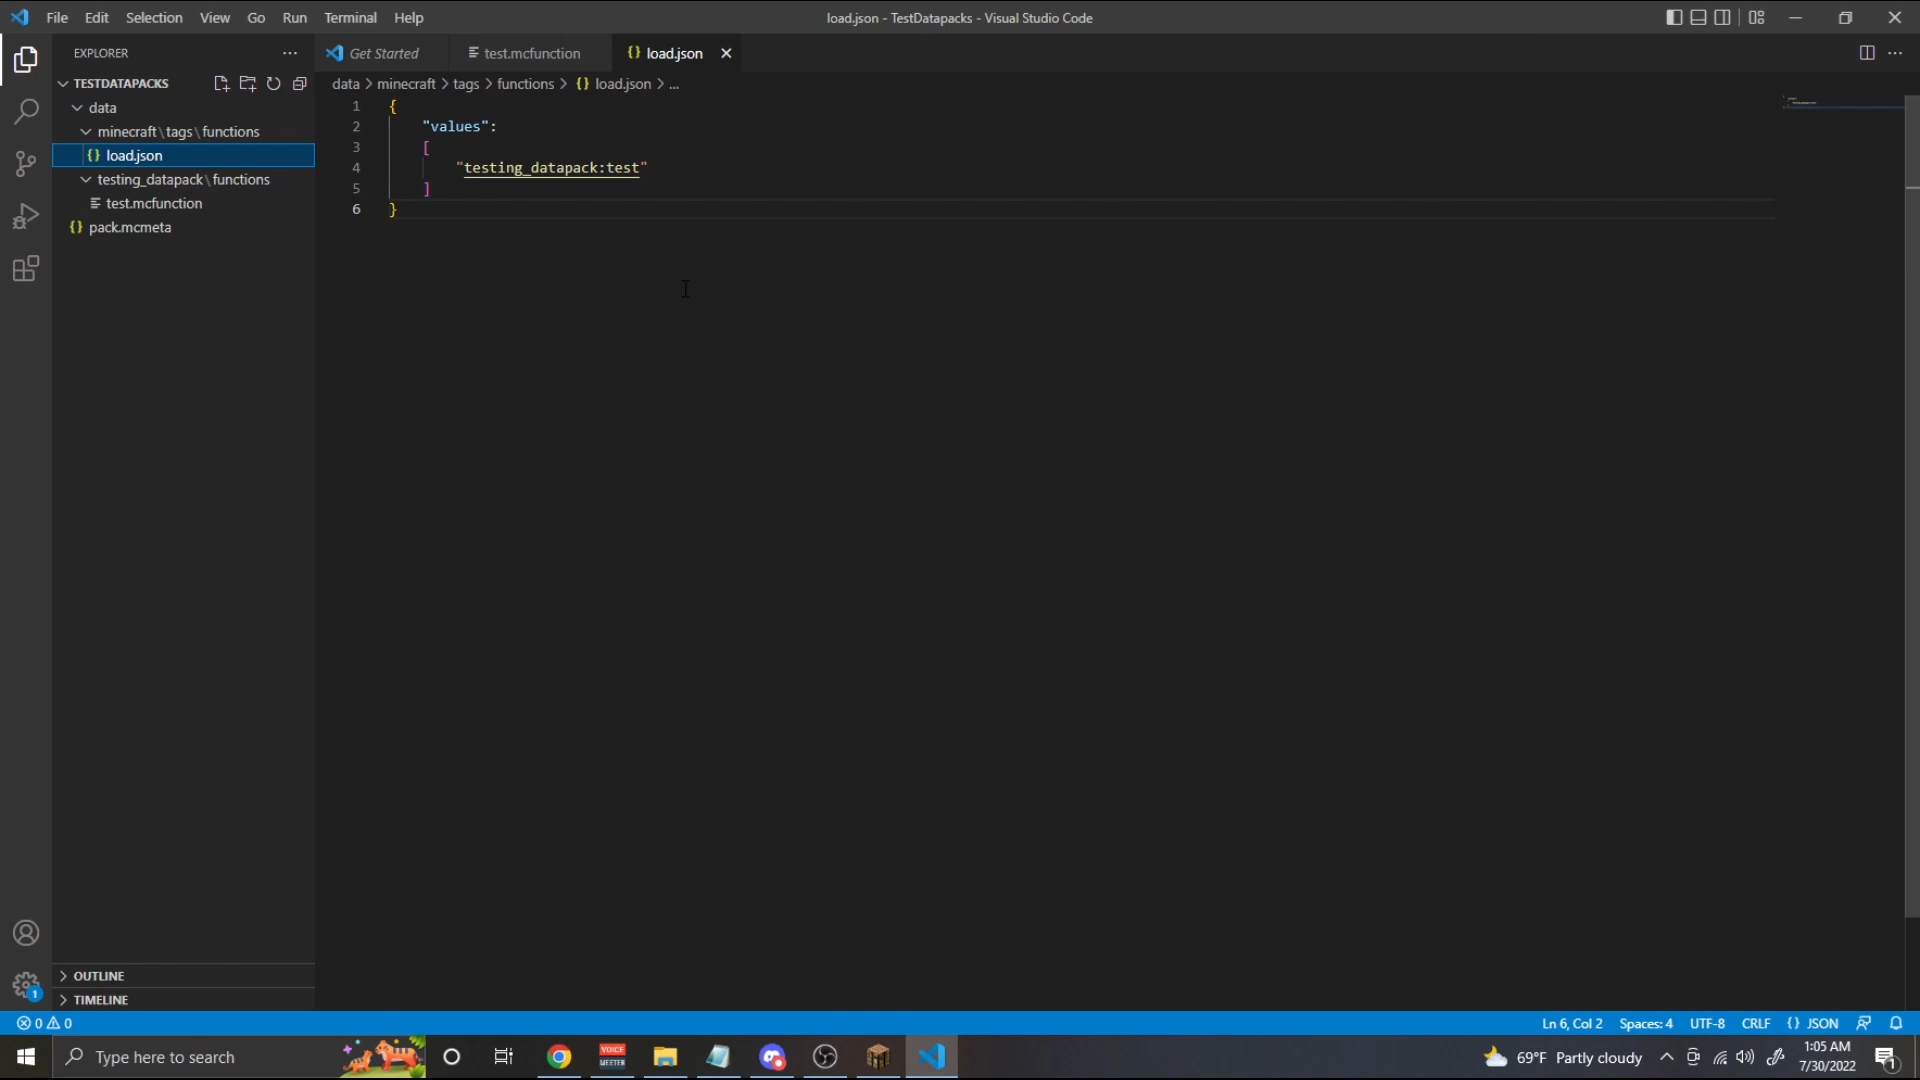 File Edit Selection View Go Run Terminal Help
load.json - TestDatapacks - Visual Studio Code
EXPLORER
Get Started
test.mcfunction
{} load.json
TESTDATAPACKS
data > minecraft > tags > functions > {} load.json > ...
data
minecraft\tags\functions
{} load.json
testing_datapack\functions
test.mcfunction
{} pack.mcmeta
1 {
2 "values":
3 [
4 "testing_datapack:test"
5 ]
6 }
1
OUTLINE
TIMELINE
0 0
Ln 6, Col 2 Spaces: 4 UTF-8 CRLF {} JSON
Type here to search
VOICE
MEETER
69°F Partly cloudy
1:05 AM
7/30/2022
1